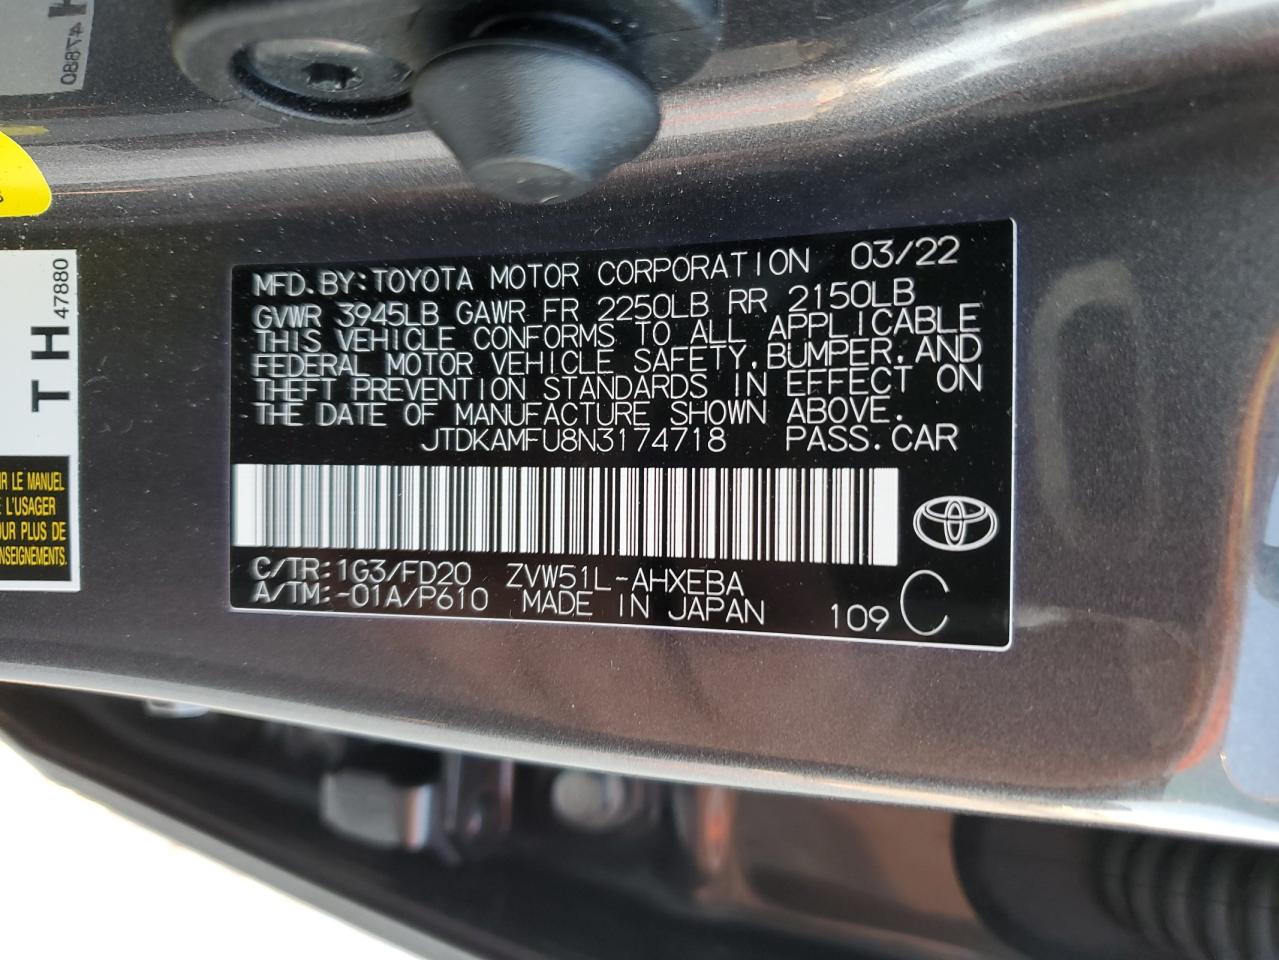 47880
MFD.BY:TOYOTA MOTOR CORPORATION 03/22
GVWR 3945LB GAWR FR 2250LB RR 2150LB
THIS VEHICLE CONFORMS TO ALL APPLICABLE
FEDERAL MOTOR VEHICLE SAFETY,BUMPER,AND
THEFT PREVENTION STANDARDS IN EFFECT ON
THE DATE OF MANUFACTURE SHOWN ABOVE.
JTDKAMFU8N3174718 PASS.CAR
C/TR:1G3/FD20 ZVW51L-AHXEBA
A/TM:-01A/P610 MADE IN JAPAN 109 C
TH
47880
LE MANUEL
L'USAGER
PLUS DE